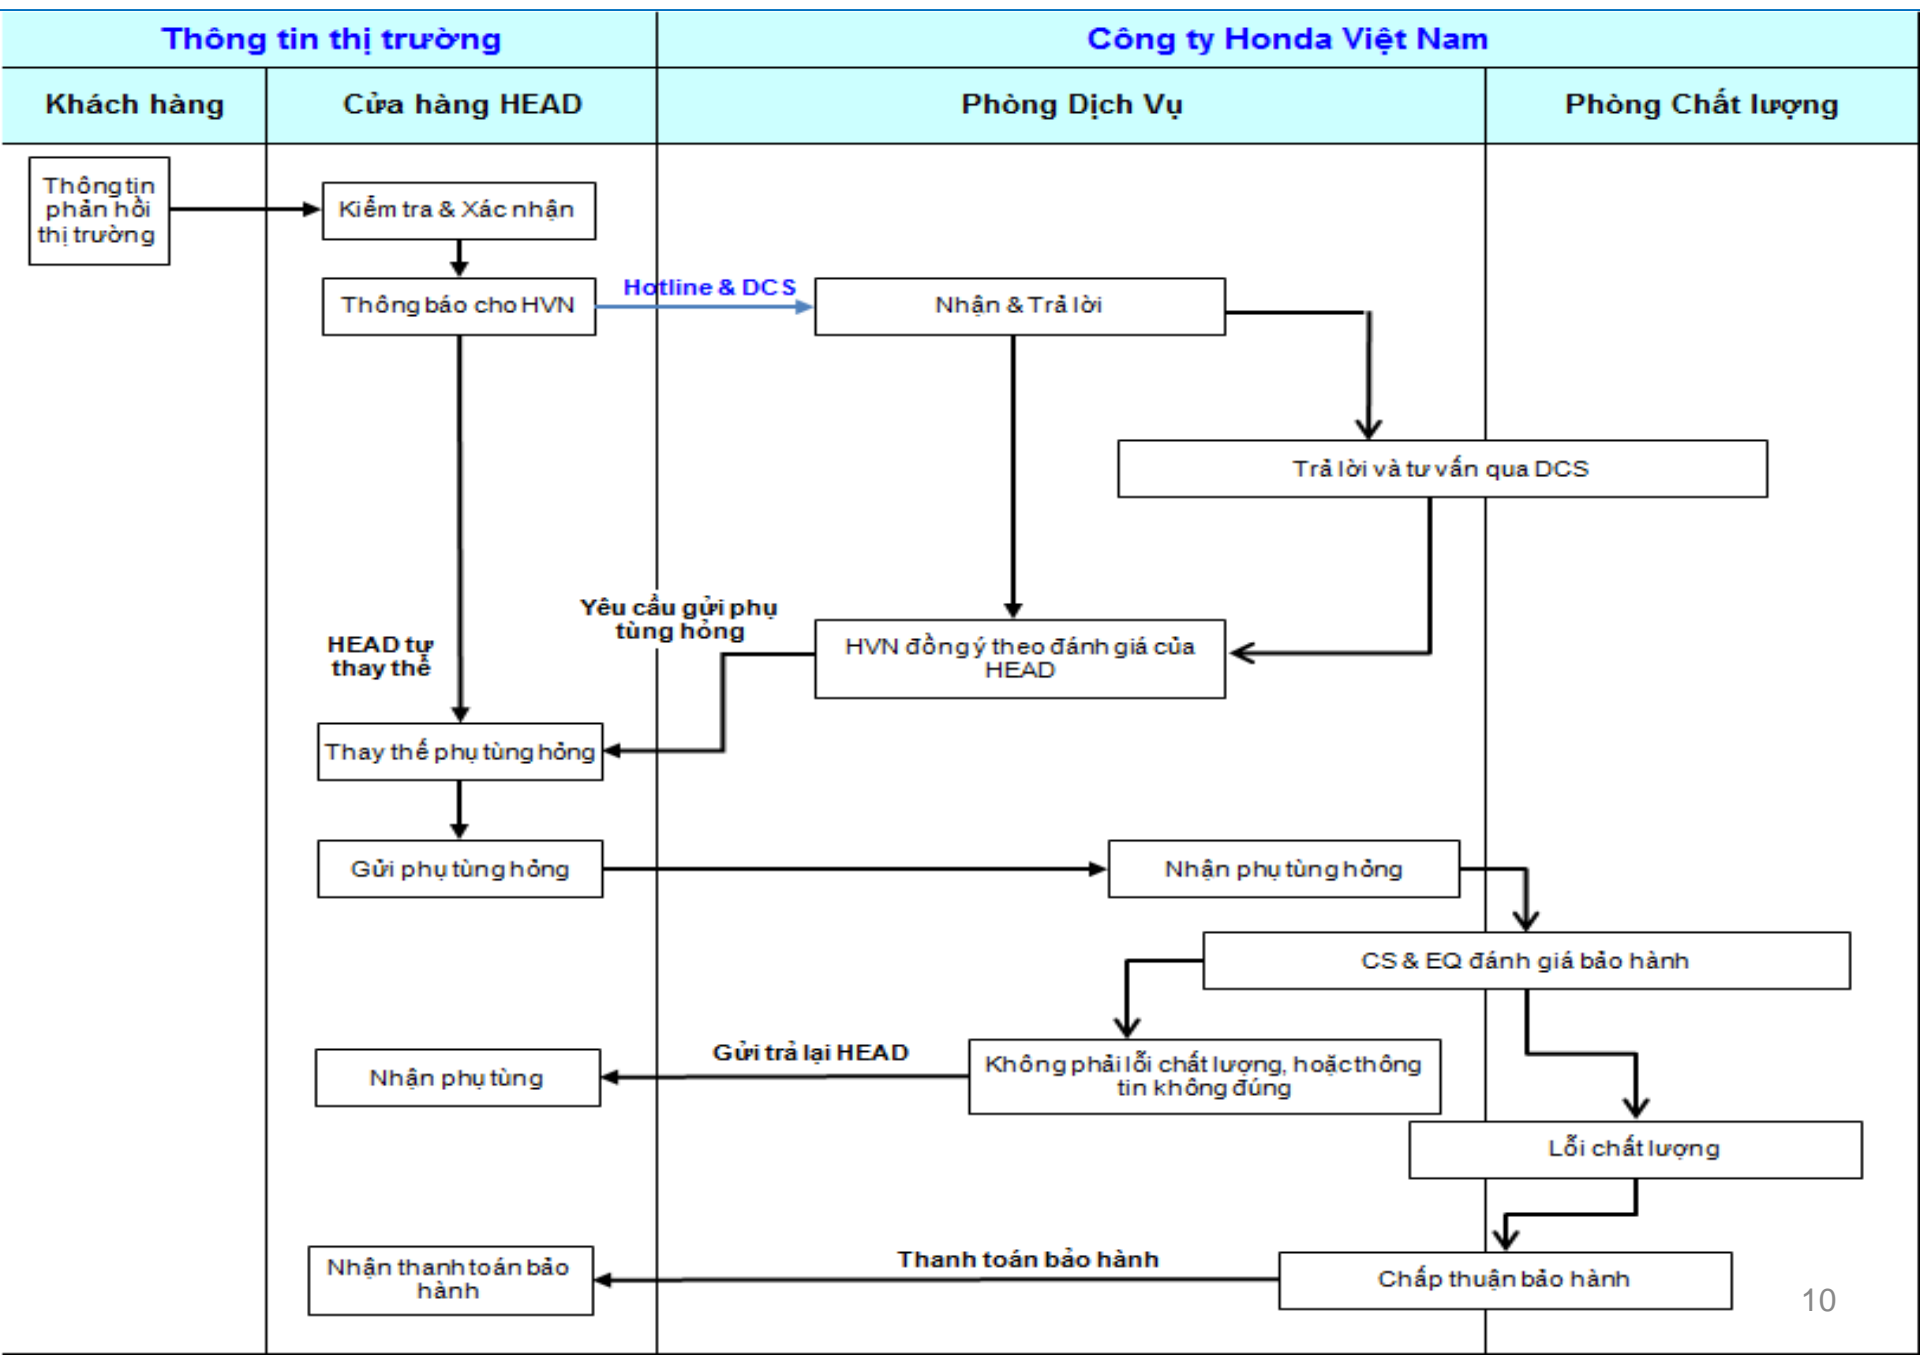 Thông tin thị trường
Công ty Honda Việt Nam
Khách hàng
Cửa hàng HEAD
Phòng Dịch Vụ
Phòng Chất lượng
Thông tin
phản hồi
thị trường
Kiểm tra & Xác nhận
Thông báo cho HVN
Hotline & DCS
Nhận & Trả lời
Trả lời và tư vấn qua DCS
Yêu cầu gửi phụ
tùng hỏng
HEAD tự
thay thế
HVN đồng ý theo đánh giá của
HEAD
Thay thế phụ tùng hỏng
Gửi phụ tùng hỏng
Nhận phụ tùng hỏng
CS & EQ đánh giá bảo hành
Gửi trả lại HEAD
Không phải lỗi chất lượng, hoặc thông
tin không đúng
Nhận phụ tùng
Lỗi chất lượng
Thanh toán bảo hành
Nhận thanh toán bảo
hành
Chấp thuận bảo hành
10